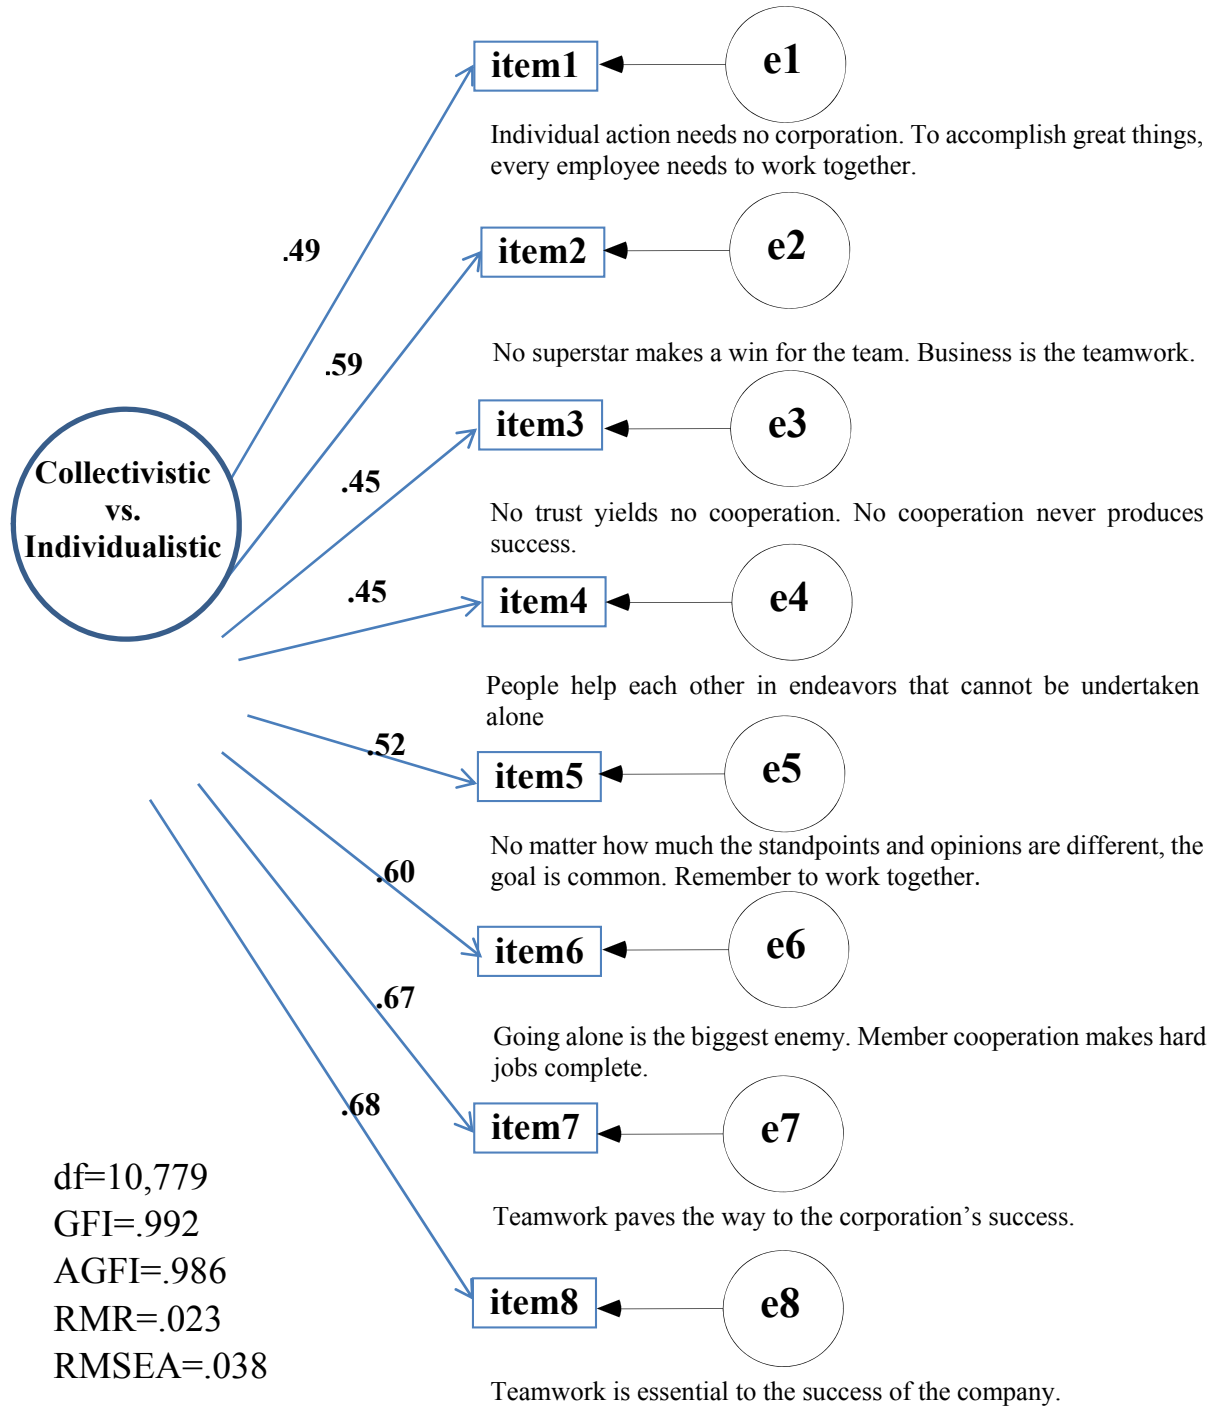 item1
e1
Individual action needs no corporation. To accomplish great things,
every employee needs to work together.
.49
item2
e2
No superstar makes a win for the team. Business is the teamwork.
.59
item3
e3
Collectivistic
vs.
Individualistic
.45
No trust yields no cooperation. No cooperation never produces
success.
.45
item4
e4
People help each other in endeavors that cannot be undertaken
alone
.52
item5
e5
No matter how much the standpoints and opinions are different, the
goal is common. Remember to work together.
.60
item6
e6
.67
Going alone is the biggest enemy. Member cooperation makes hard
jobs complete.
.68
item7
e7
Teamwork paves the way to the corporation’s success.
df=10,779
GFI=.992
AGFI=.986
RMR=.023
RMSEA=.038
item8
e8
Teamwork is essential to the success of the company.